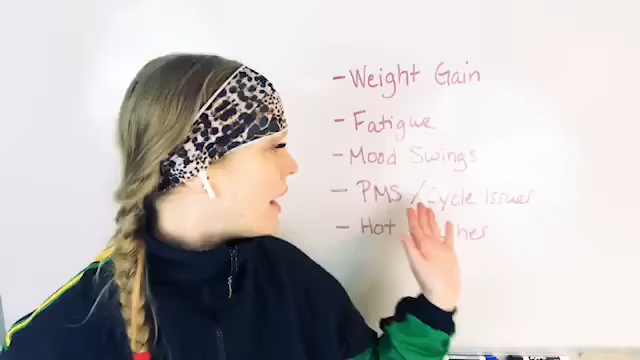 - Weight Gain
- Fatigue
- Mood Swings
- PMS / Cycle Issues
- Hot